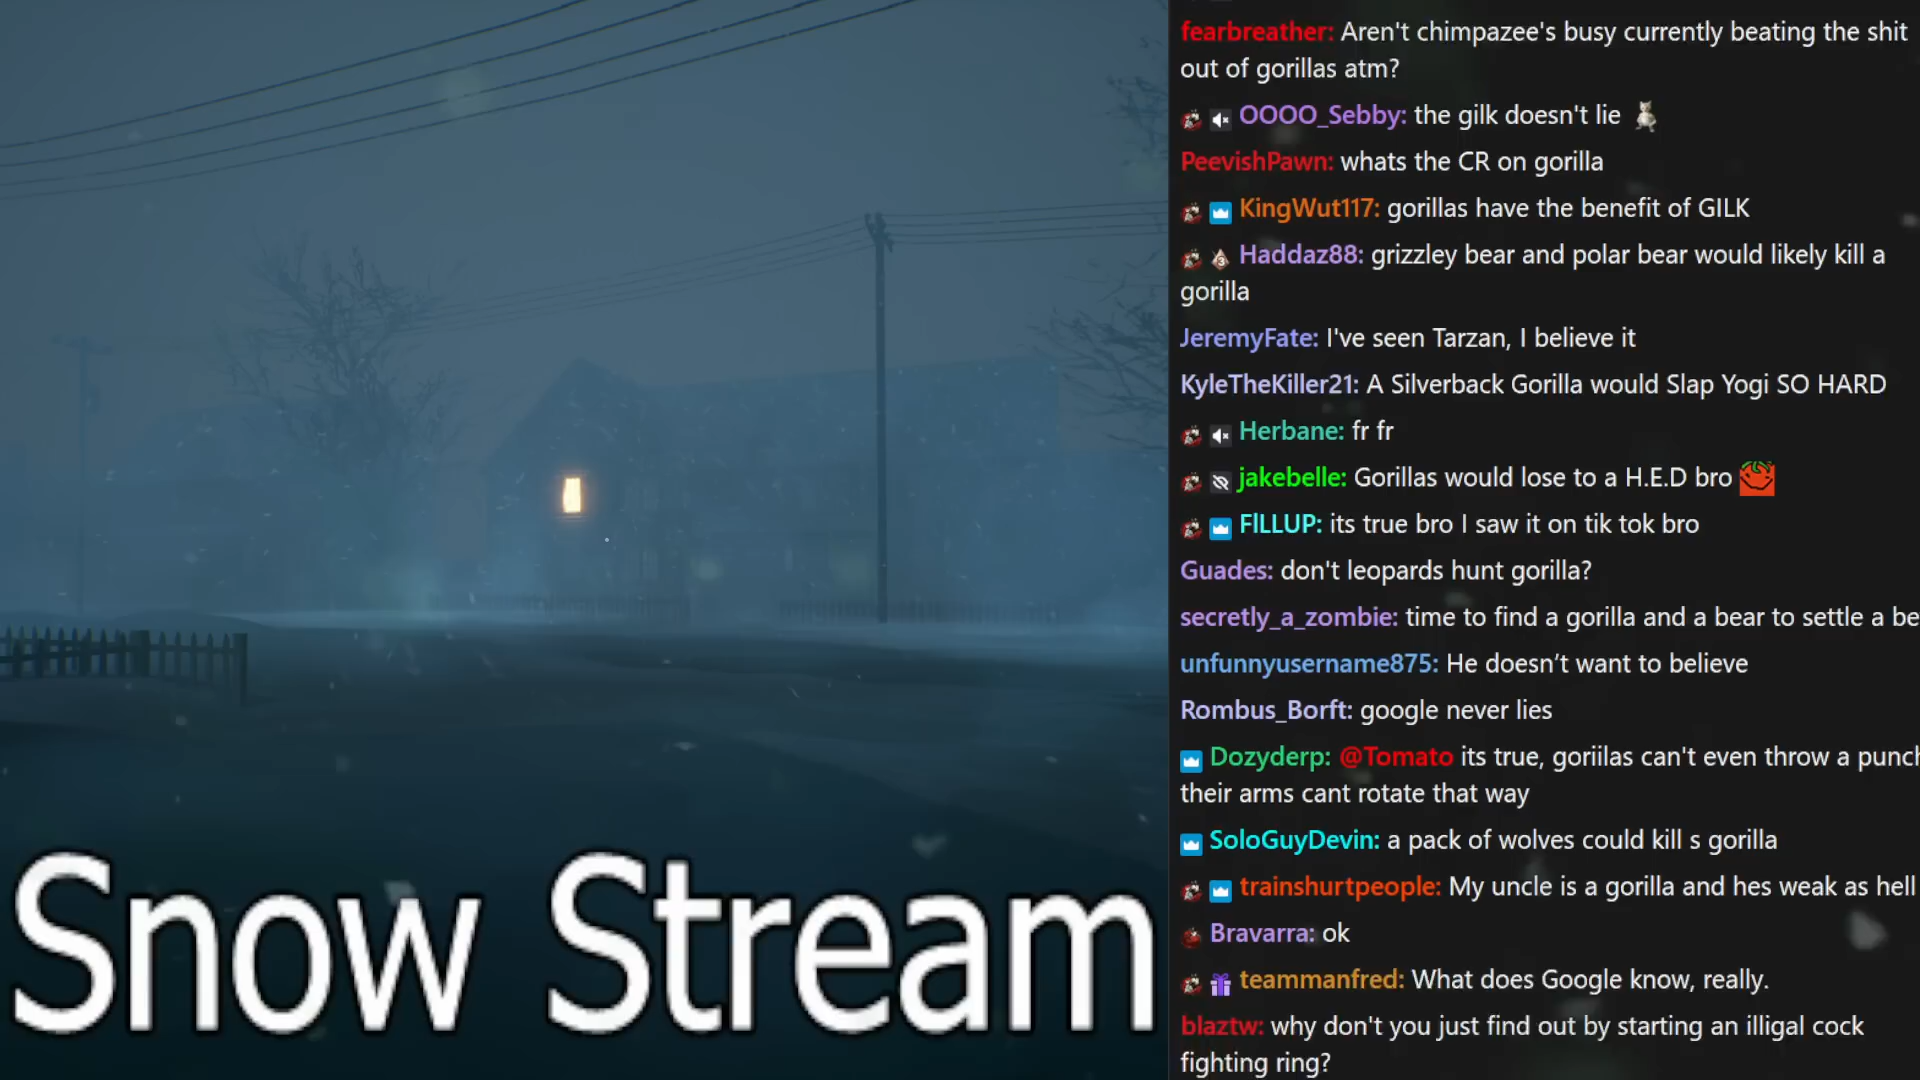 fearbreather: Aren't chimpazee's busy currently beating the shit
out of gorillas atm?
OOOO_Sebby: the gilk doesn't lie
PeevishPawn: whats the CR on gorilla
KingWut117: gorillas have the benefit of GILK
Haddaz88: grizzley bear and polar bear would likely kill a
gorilla
JeremyFate: I've seen Tarzan, I believe it
KyleTheKiller21: A Silverback Gorilla would Slap Yogi SO HARD
Herbane: fr fr
jakebelle: Gorillas would lose to a H.E.D bro
FlLLUP: its true bro I saw it on tik tok bro
Guades: don't leopards hunt gorilla?
secretly_a_zombie: time to find a gorilla and a bear to settle a be
unfunnyusername875: He doesn’t want to believe
Rombus_Borft: google never lies
Dozyderp: @Tomato its true, goriilas can't even throw a punch
their arms cant rotate that way
SoloGuyDevin: a pack of wolves could kill s gorilla
trainshurtpeople: My uncle is a gorilla and hes weak as hell
Bravarra: ok
teammanfred: What does Google know, really.
blaztw: why don't you just find out by starting an illigal cock
fighting ring?
Snow Stream